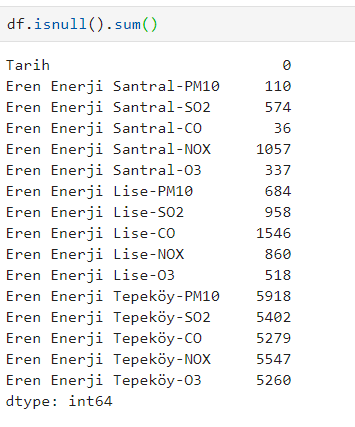 df.isnull().sum()
Tarih 0
Eren Enerji Santral-PM10 110
Eren Enerji Santral-SO2 574
Eren Enerji Santral-CO 36
Eren Enerji Santral-NOX 1057
Eren Enerji Santral-O3 337
Eren Enerji Lise-PM10 684
Eren Enerji Lise-SO2 958
Eren Enerji Lise-CO 1546
Eren Enerji Lise-NOX 860
Eren Enerji Lise-O3 518
Eren Enerji Tepeköy-PM10 5918
Eren Enerji Tepeköy-SO2 5402
Eren Enerji Tepeköy-CO 5279
Eren Enerji Tepeköy-NOX 5547
Eren Enerji Tepeköy-O3 5260
dtype: int64